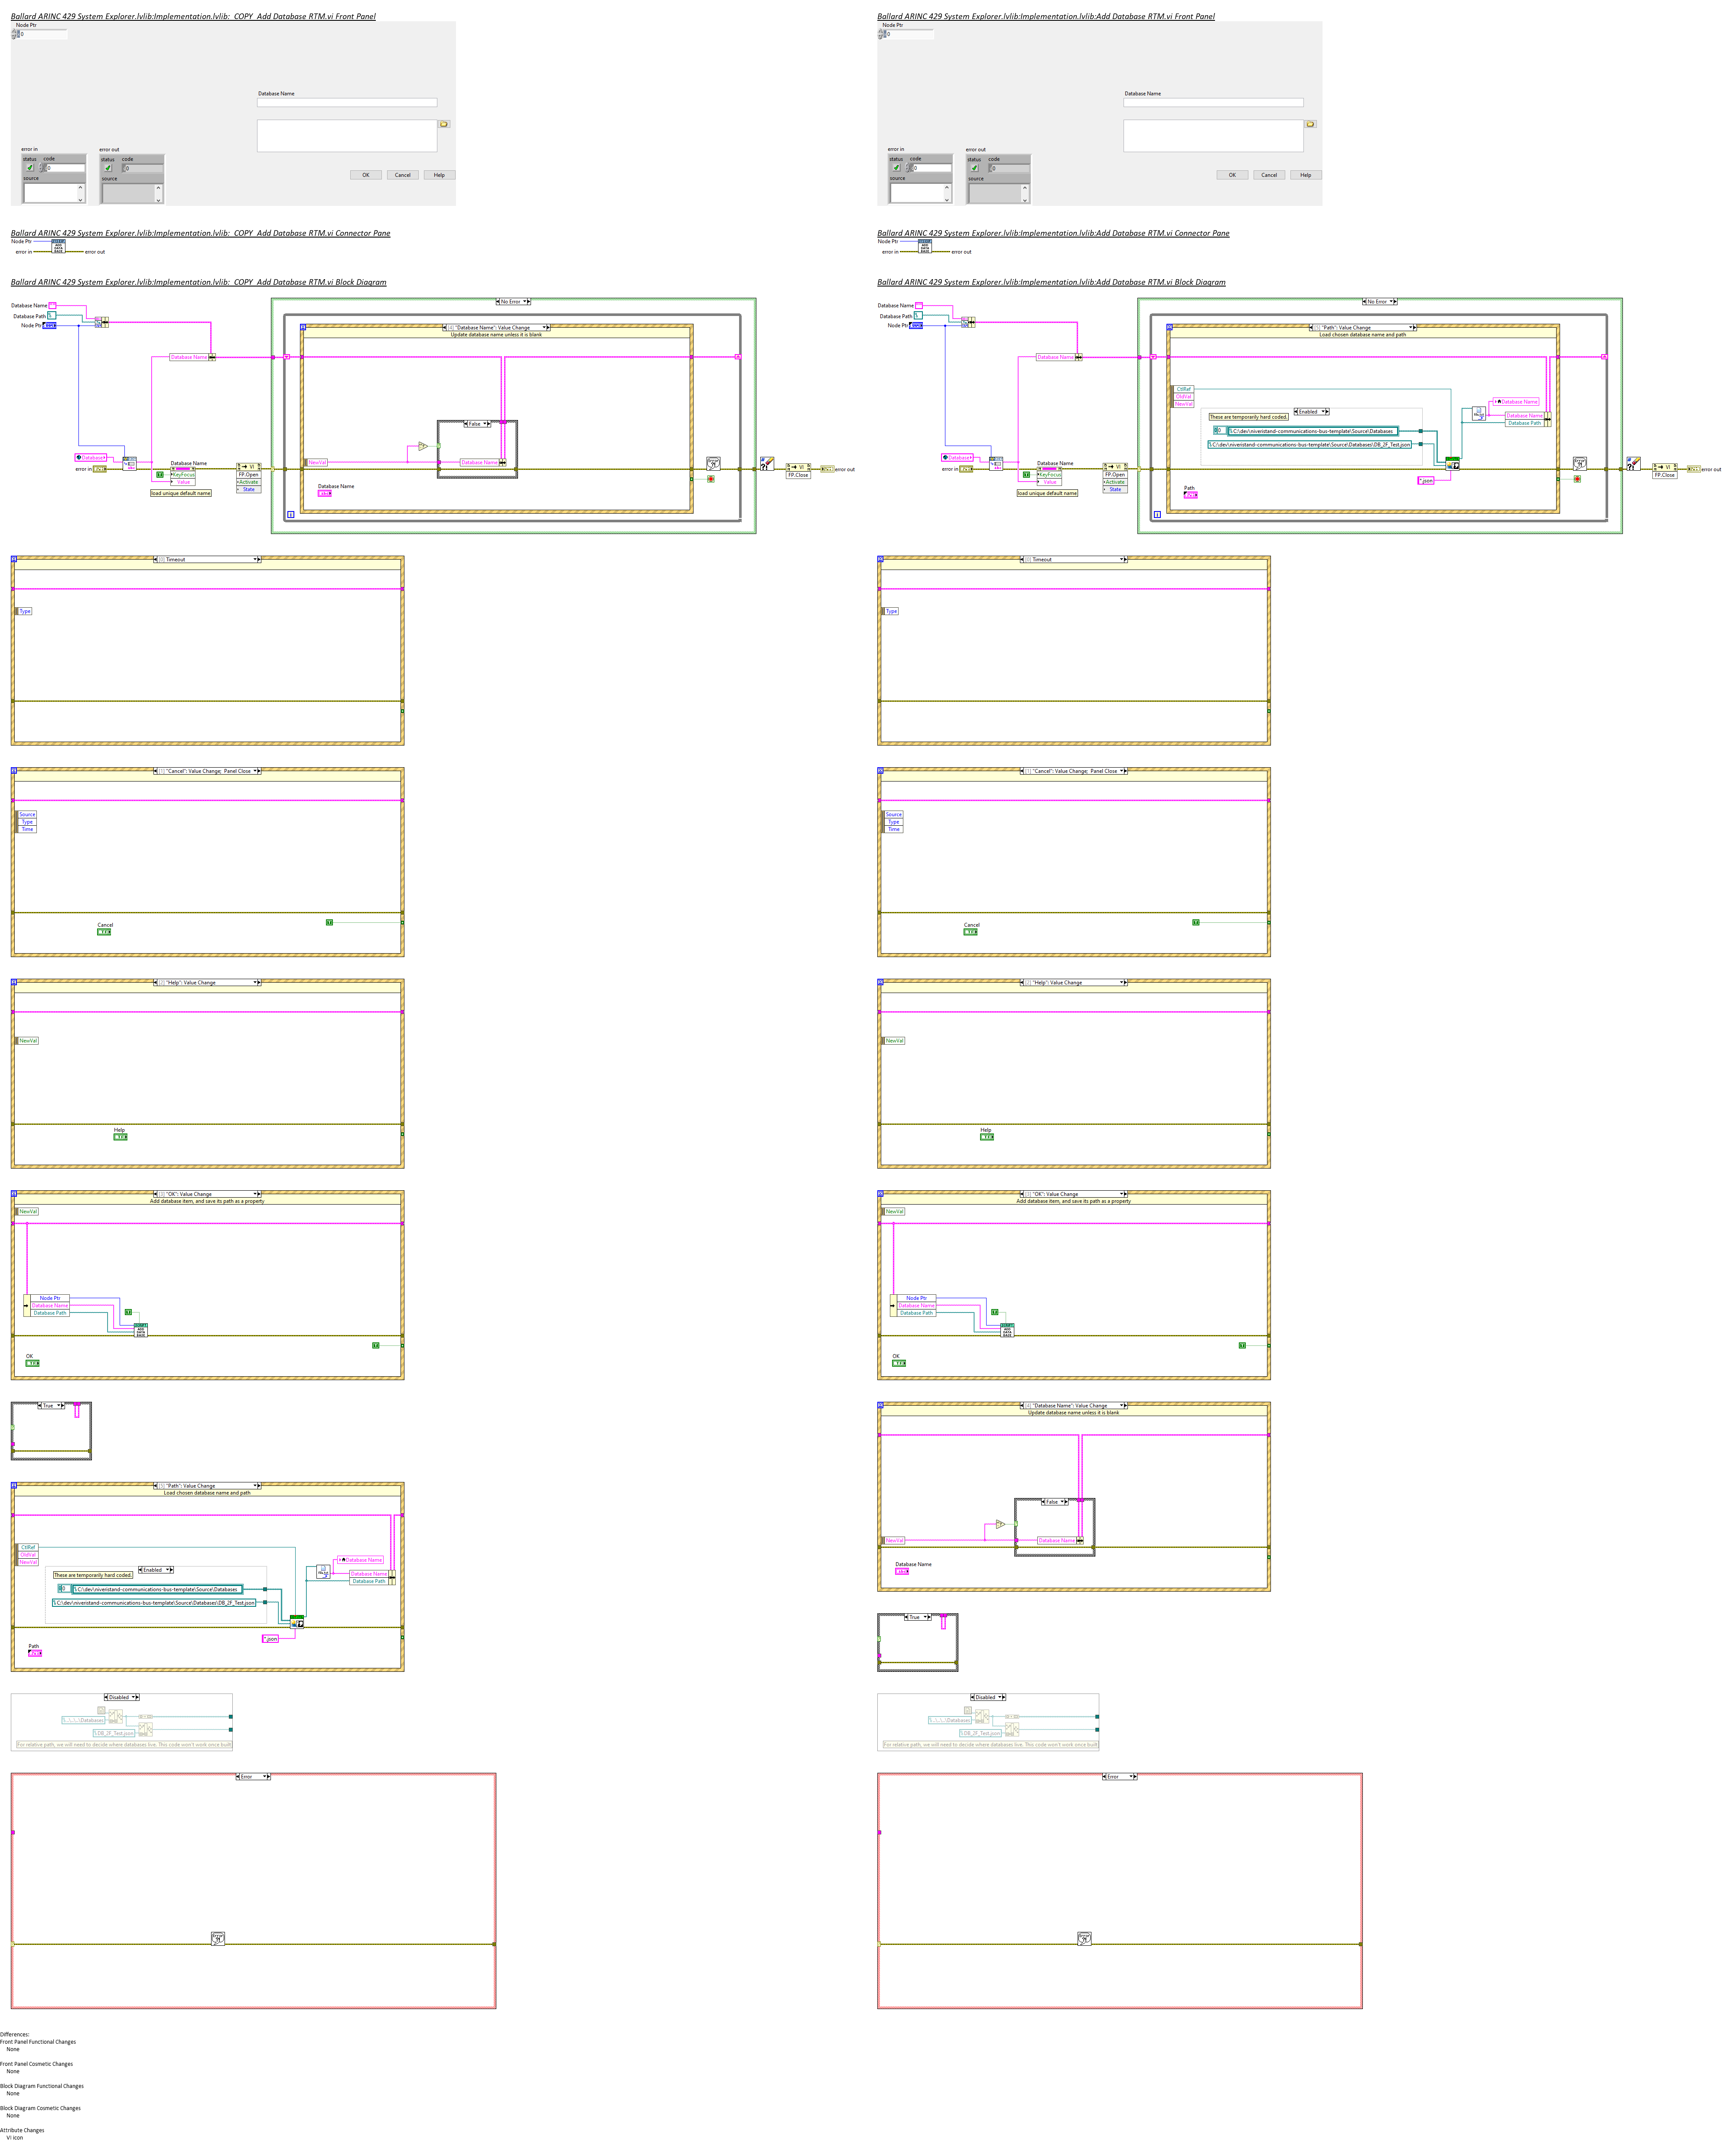 Ballard ARINC 429 System Explorer.lvlib:Implementation.lvlib:_COPY_Add Database RTM.vi Front Panel
Node Ptr
0
Database Name
error in
status code
0
source
error out
status code
0
source
OK Cancel Help
Ballard ARINC 429 System Explorer.lvlib:Implementation.lvlib:_COPY_Add Database RTM.vi Connector Pane
Node Ptr
error in
error out
ADD
DATA
BASE
Ballard ARINC 429 System Explorer.lvlib:Implementation.lvlib:_COPY_Add Database RTM.vi Block Diagram
Database Name
Database Path
Node Ptr
No Error
[4] "Database Name": Value Change
Update database name unless it is blank
Database Name
False
Database
error in
Database Name
KeyFocus
Value
load unique default name
VI
FP.Open
Activate
State
NewVal
Database Name
Database Name
VI
FP.Close
error out
[0] Timeout
Type
[1] "Cancel": Value Change; Panel Close
Source
Type
Time
Cancel
[2] "Help": Value Change
NewVal
Help
[3] "OK": Value Change
Add database item, and save its path as a property
NewVal
Node Ptr
Database Name
Database Path
ADD
DATA
BASE
OK
True
[5] "Path": Value Change
Load chosen database name and path
CtlRef
OldVal
NewVal
Enabled
These are temporarily hard coded.
0
C:\dev\niveristand-communications-bus-template\Source\Databases
C:\dev\niveristand-communications-bus-template\Source\Databases\DB_2F_Test.json
Database Name
Database Name
Database Path
*.json
Path
Disabled
..\..\..\Databases
DB_2F_Test.json
For relative path, we will need to decide where databases live. This code won't work once built
Error
Ballard ARINC 429 System Explorer.lvlib:Implementation.lvlib:Add Database RTM.vi Front Panel
Node Ptr
0
Database Name
error in
status code
0
source
error out
status code
0
source
OK Cancel Help
Ballard ARINC 429 System Explorer.lvlib:Implementation.lvlib:Add Database RTM.vi Connector Pane
Node Ptr
error in
error out
ADD
DATA
BASE
Ballard ARINC 429 System Explorer.lvlib:Implementation.lvlib:Add Database RTM.vi Block Diagram
Database Name
Database Path
Node Ptr
No Error
[5] "Path": Value Change
Load chosen database name and path
Database Name
CtlRef
OldVal
NewVal
Enabled
These are temporarily hard coded.
0
C:\dev\niveristand-communications-bus-template\Source\Databases
C:\dev\niveristand-communications-bus-template\Source\Databases\DB_2F_Test.json
Database Name
Database Name
Database Path
*.json
Path
Database
error in
Database Name
KeyFocus
Value
load unique default name
VI
FP.Open
Activate
State
VI
FP.Close
error out
[0] Timeout
Type
[1] "Cancel": Value Change; Panel Close
Source
Type
Time
Cancel
[2] "Help": Value Change
NewVal
Help
[3] "OK": Value Change
Add database item, and save its path as a property
NewVal
Node Ptr
Database Name
Database Path
ADD
DATA
BASE
OK
[4] "Database Name": Value Change
Update database name unless it is blank
False
NewVal
Database Name
Database Name
True
Disabled
..\..\..\Databases
DB_2F_Test.json
For relative path, we will need to decide where databases live. This code won't work once built
Error
Differences:
Front Panel Functional Changes
None
Front Panel Cosmetic Changes
None
Block Diagram Functional Changes
None
Block Diagram Cosmetic Changes
None
Attribute Changes
VI icon